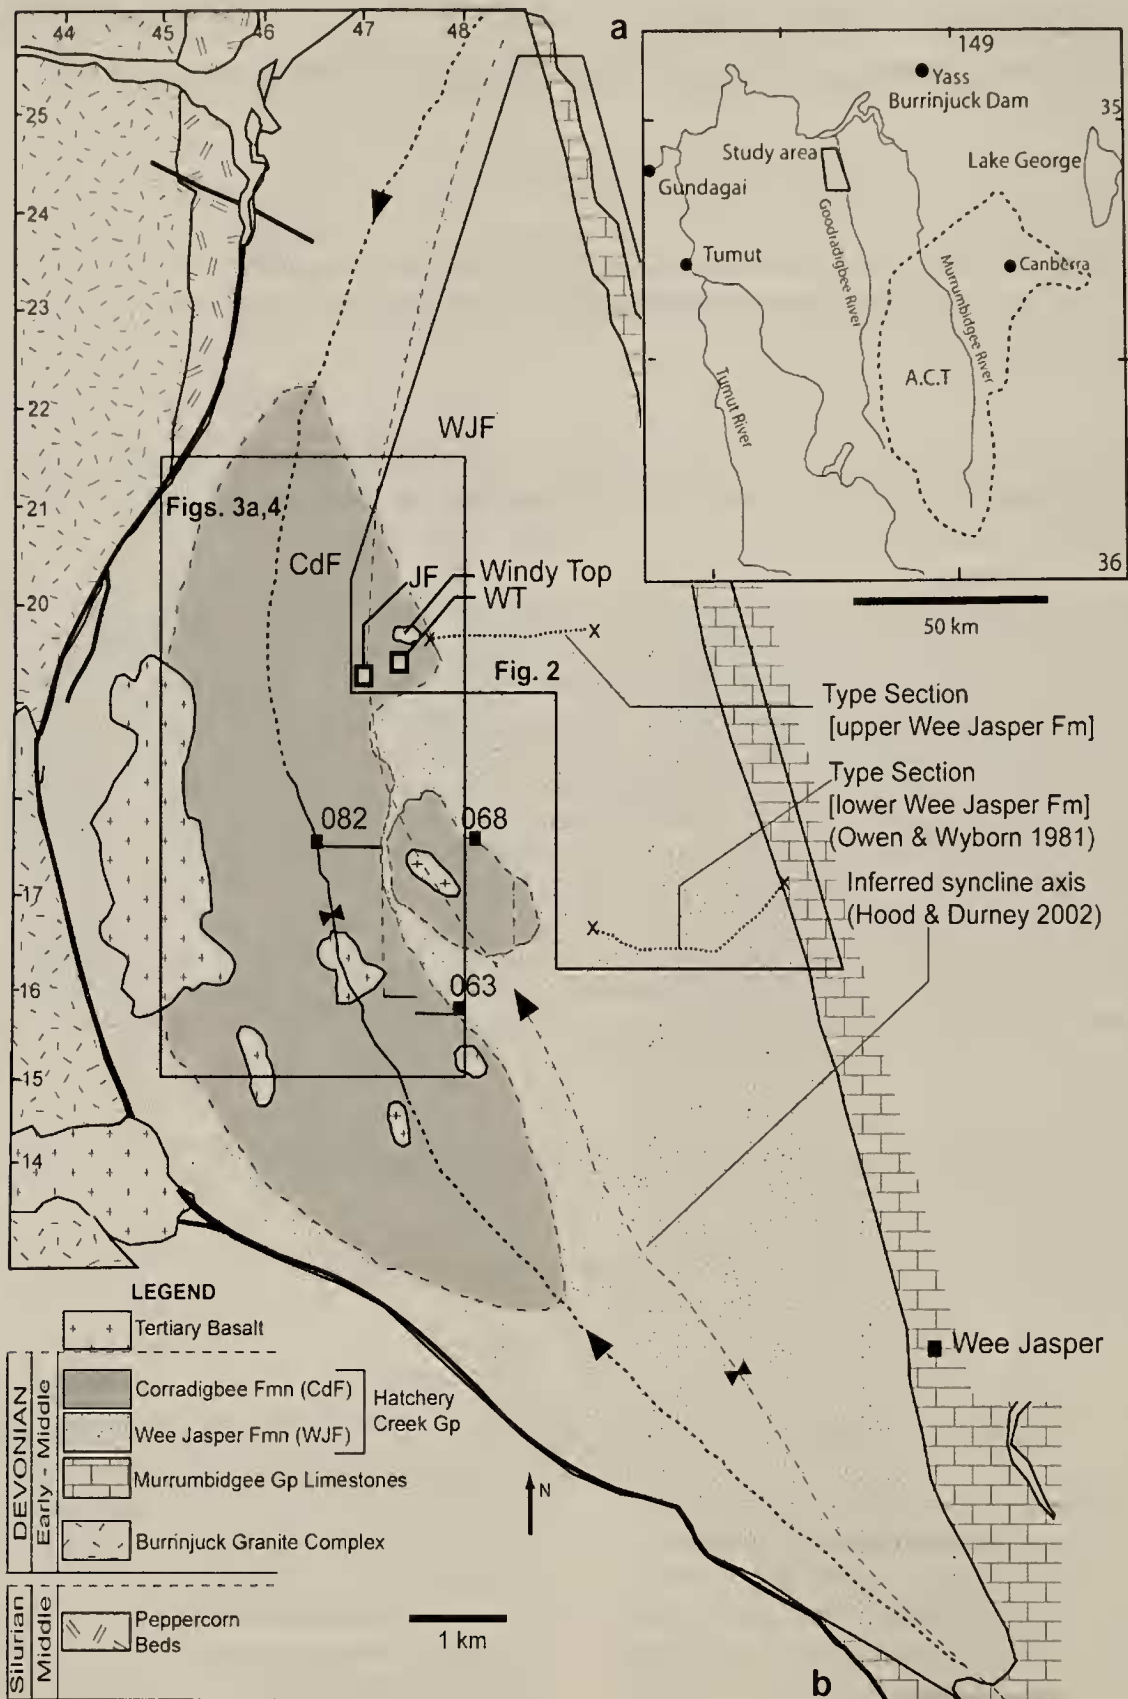 44
45
46
47
48
a
149
Yass
Burrinjuck Dam
35
Study area
Lake George
Gundagai
Goodradigbee River
Murrumbidgee River
Tumut
Canberra
A.C.T
Tumut River
36
50 km
25
24
23
22
21
20
17
16
15
14
WJF
Figs. 3a,4
CdF
JF
Windy Top
WT
Fig. 2
Type Section
[upper Wee Jasper Fm]
Type Section
[lower Wee Jasper Fm]
(Owen & Wyborn 1981)
Inferred syncline axis
(Hood & Durney 2002)
082
068
063
x
x
x
x
Wee Jasper
LEGEND
Tertiary Basalt
DEVONIAN
Early - Middle
Corradigbee Fmn (CdF)
Wee Jasper Fmn (WJF)
Hatchery
Creek Gp
Murrumbidgee Gp Limestones
Burrinjuck Granite Complex
Silurian
Middle
Peppercorn
Beds
N
1 km
b